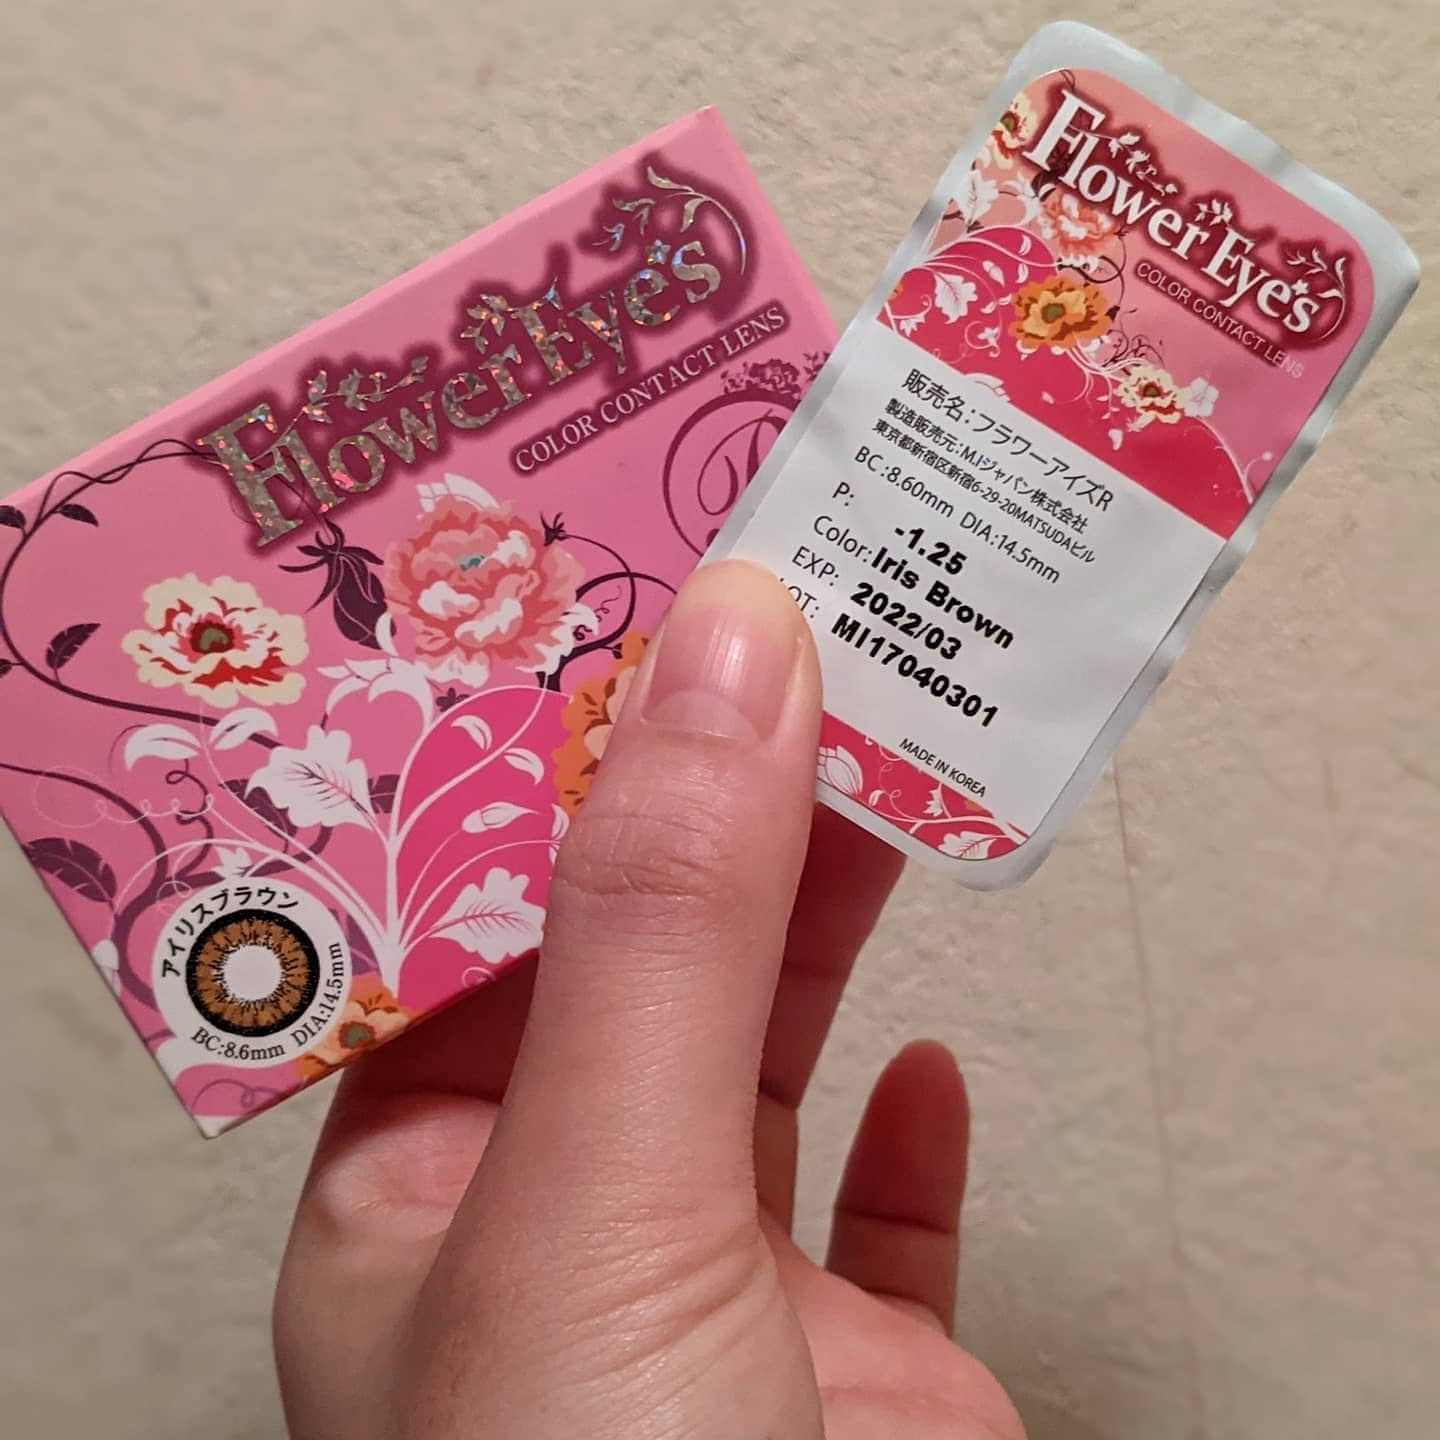 Flower Eye's
COLOR CONTACT LENS
アイリスブラウン
BC:8.6mm DIA:14.5mm
Flower Eye's
COLOR CONTACT LENS
販売名:フラワーアイズR
製造販売元:M.Iジャパン株式会社
東京都新宿区新宿6-29-20MATSUDAビル
BC:8.60mm DIA:14.5mm
P: -1.25
Color: Iris Brown
EXP: 2022/03
LOT: MI17040301
MADE IN KOREA